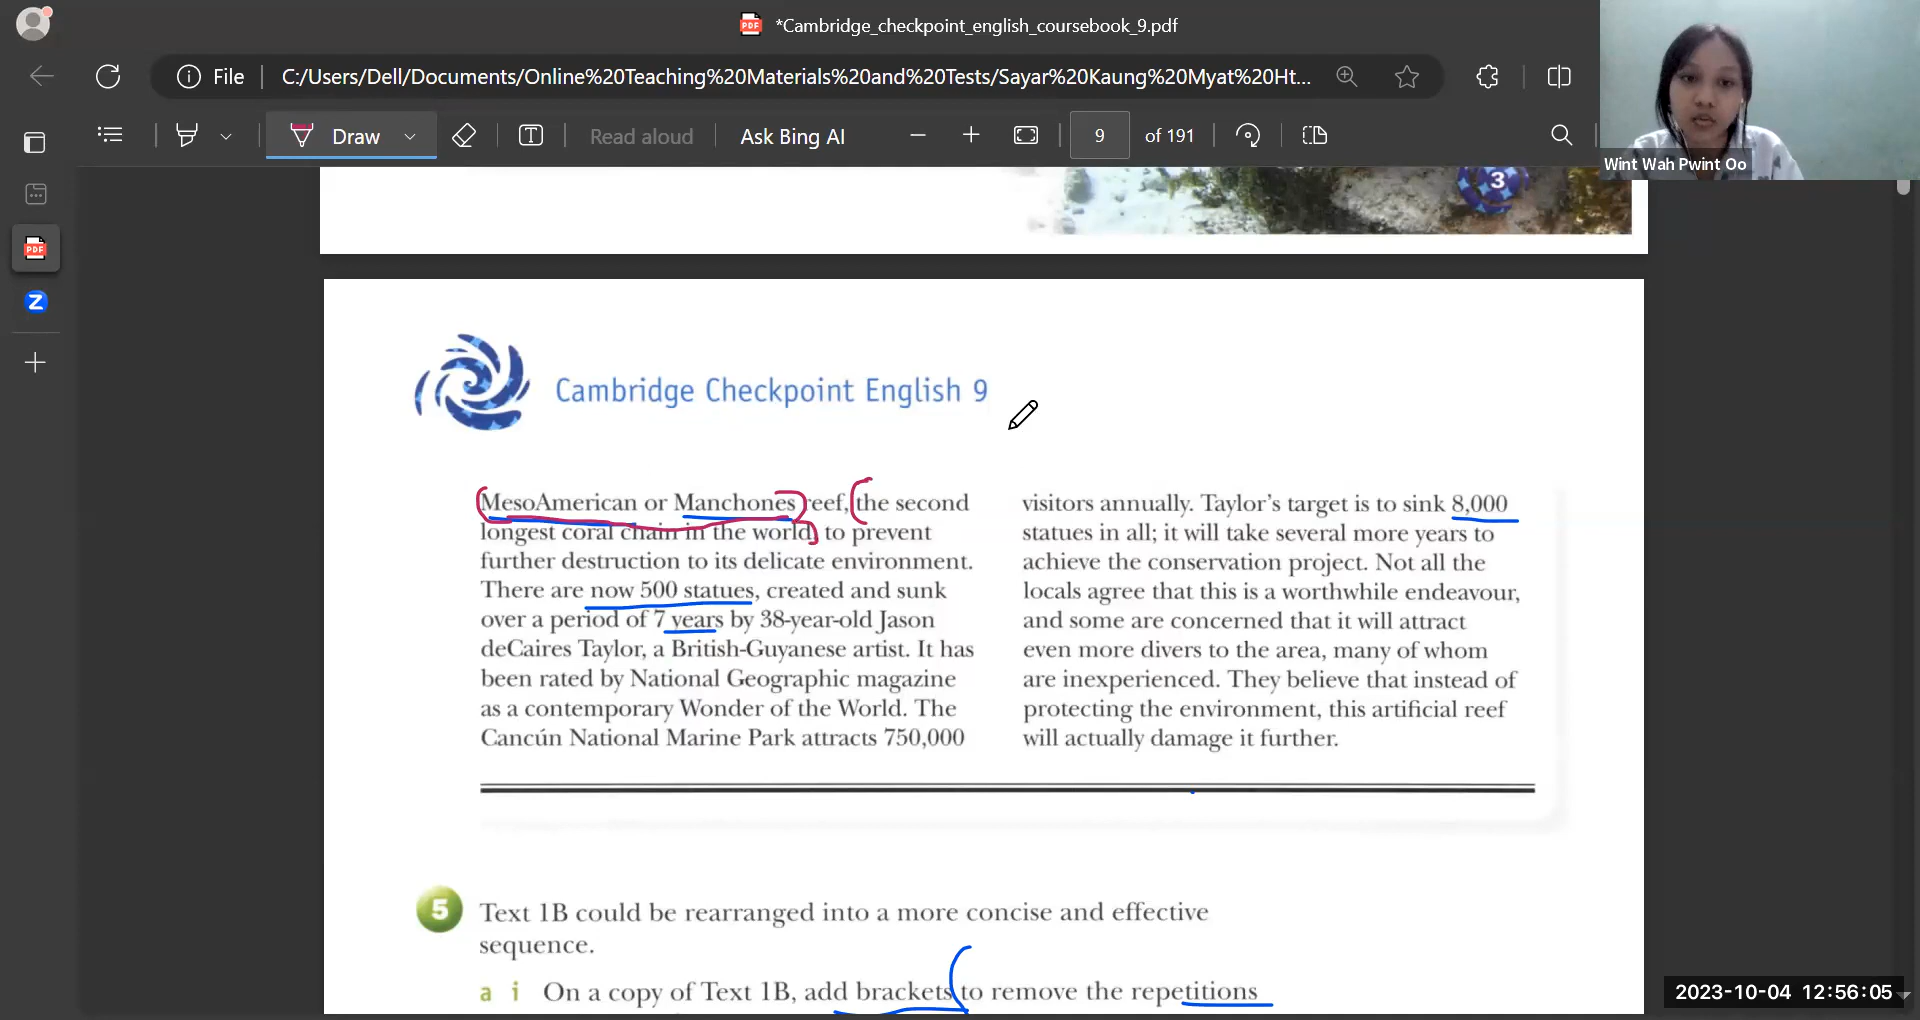 *Cambridge_checkpoint_english_coursebook_9.pdf
File C:/Users/Dell/Documents/Online%20Teaching%20Materials%20and%20Tests/Sayar%20Kaung%20Myat%20Ht...
Draw Read aloud Ask Bing AI 9 of 191
Wint Wah Pwint Oo
3
PDF
Z
Cambridge Checkpoint English 9
MesoAmerican or Manchones reef, the second
longest coral chain in the world, to prevent
further destruction to its delicate environment.
There are now 500 statues, created and sunk
over a period of 7 years by 38-year-old Jason
deCaires Taylor, a British-Guyanese artist. It has
been rated by National Geographic magazine
as a contemporary Wonder of the World. The
Cancún National Marine Park attracts 750,000
visitors annually. Taylor's target is to sink 8,000
statues in all; it will take several more years to
achieve the conservation project. Not all the
locals agree that this is a worthwhile endeavour,
and some are concerned that it will attract
even more divers to the area, many of whom
are inexperienced. They believe that instead of
protecting the environment, this artificial reef
will actually damage it further.
5 Text 1B could be rearranged into a more concise and effective
sequence.
a i On a copy of Text 1B, add brackets to remove the repetitions
2023-10-04 12:56:05